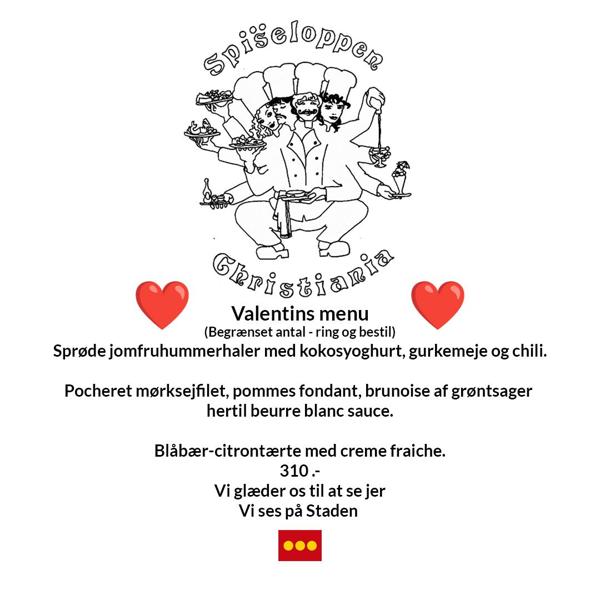 Spiseloppen
Christiania
Valentins menu
(Begrænset antal - ring og bestil)
Sprøde jomfruhummerhaler med kokosyoghurt, gurkemeje og chili.
Pocheret mørksejfilet, pommes fondant, brunoise af grøntsager
hertil beurre blanc sauce.
Blåbær-citrontærte med creme fraiche.
310 .-
Vi glæder os til at se jer
Vi ses på Staden